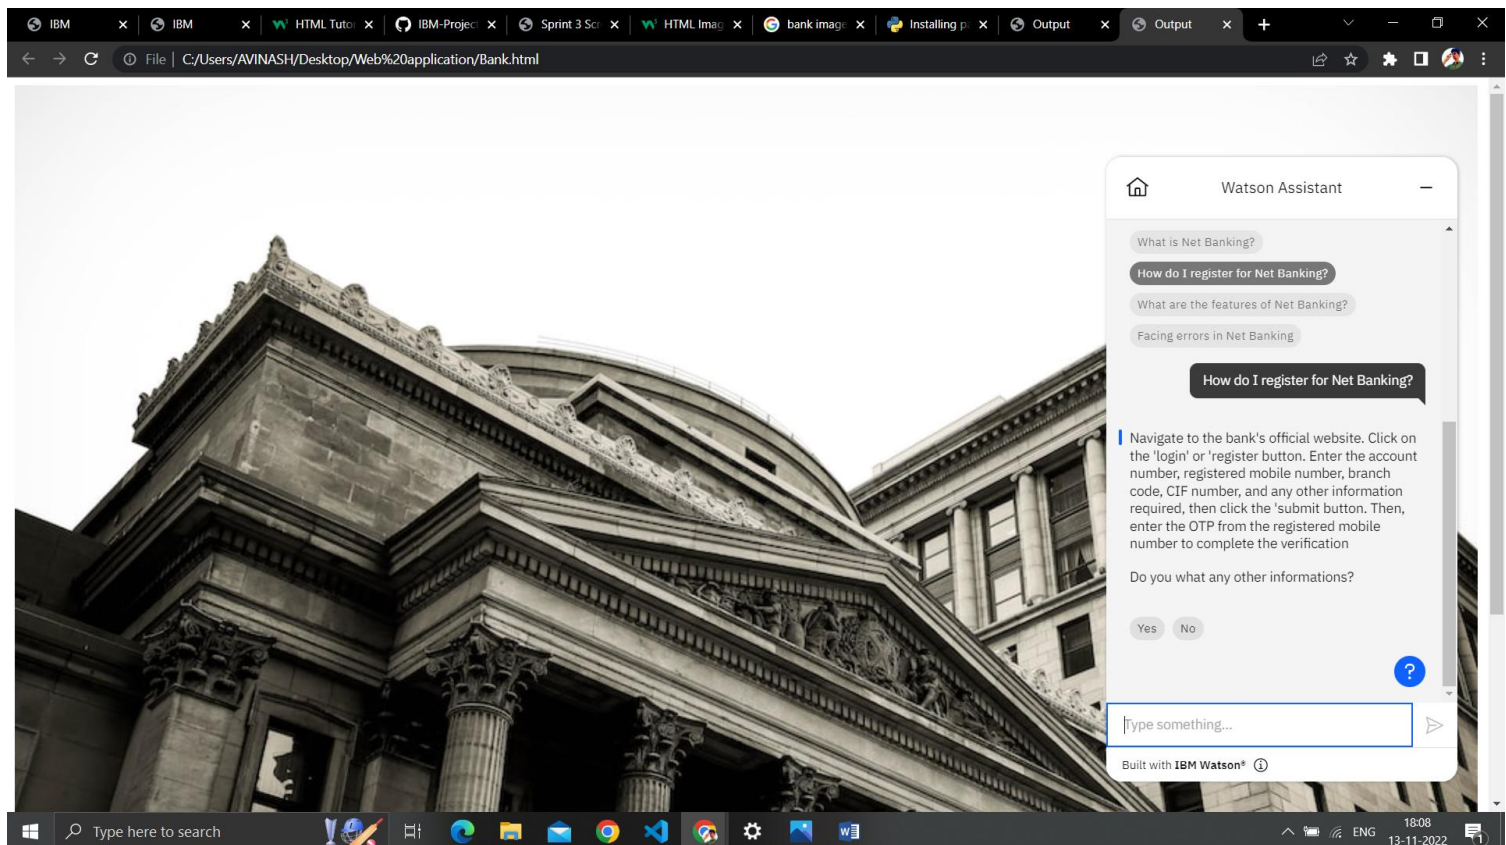 IBM
IBM
HTML Tuto
IBM-Projec
Sprint 3 Scr
HTML Imag
bank image
Installing pa
Output
Output
File
C:/Users/AVINASH/Desktop/Web%20application/Bank.html
Watson Assistant
What is Net Banking?
How do I register for Net Banking?
What are the features of Net Banking?
Facing errors in Net Banking
How do I register for Net Banking?
Navigate to the bank's official website. Click on
the 'login' or 'register button. Enter the account
number, registered mobile number, branch
code, CIF number, and any other information
required, then click the 'submit button. Then,
enter the OTP from the registered mobile
number to complete the verification
Do you what any other informations?
Yes No
?
Type something...
Built with IBM Watson®
Type here to search
ENG
18:08
13-11-2022
1